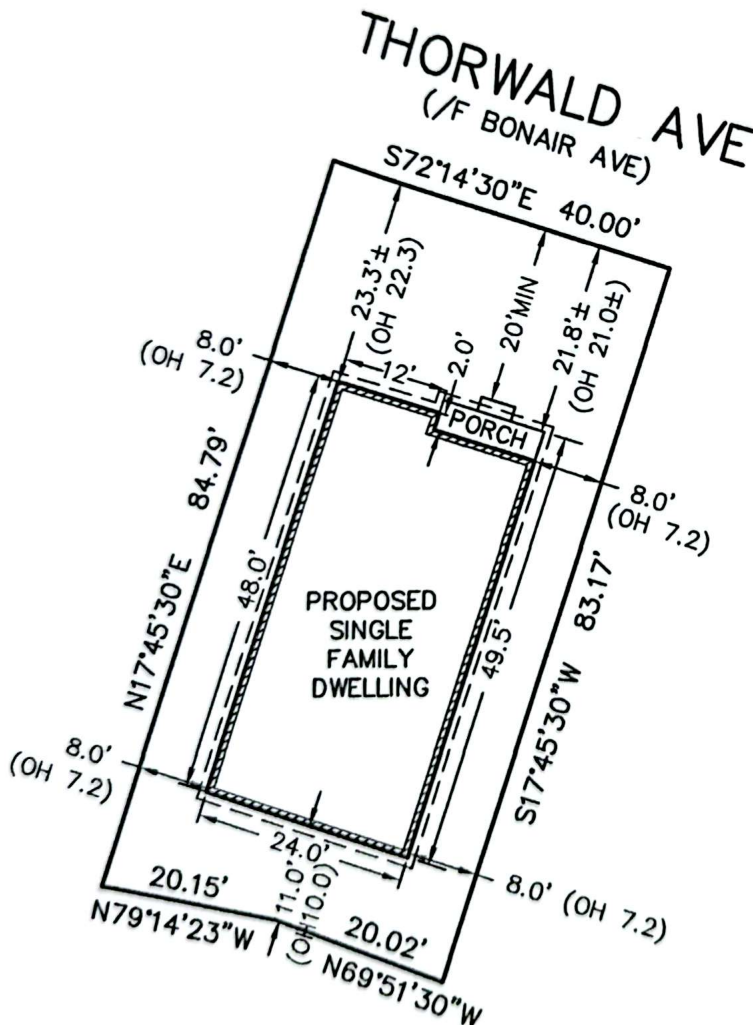 THORWALD AVE
(/F BONAIR AVE)
S72°14'30"E 40.00'
23.3'±
(OH 22.3)
20'MIN
21.8'±
(OH 21.0±)
8.0'
(OH 7.2)
12'
2.0'
PORCH
8.0'
(OH 7.2)
N17°45'30"E 84.79'
48.0'
PROPOSED
SINGLE
FAMILY
DWELLING
49.5'
S17°45'30"W 83.17'
8.0'
(OH 7.2)
24.0'
11.0'
(OH10.0)
8.0' (OH 7.2)
20.15'
N79°14'23"W
20.02'
N69°51'30"W